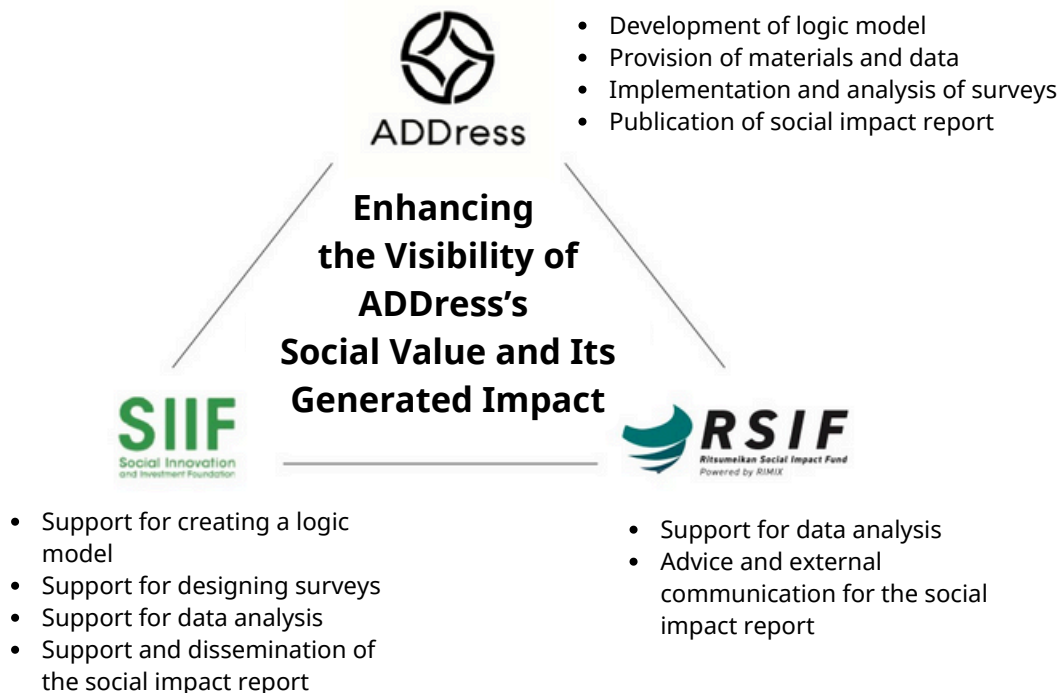 ADDress
• Development of logic model
• Provision of materials and data
• Implementation and analysis of surveys
• Publication of social impact report
Enhancing
the Visibility of
ADDress’s
Social Value and Its
Generated Impact
SIIF
Social Innovation
and Investment Foundation
RSIF
Ritsumeikan Social Impact Fund
Powered by RIMIX
• Support for creating a logic
model
• Support for designing surveys
• Support for data analysis
• Support and dissemination of
the social impact report
• Support for data analysis
• Advice and external
communication for the social
impact report